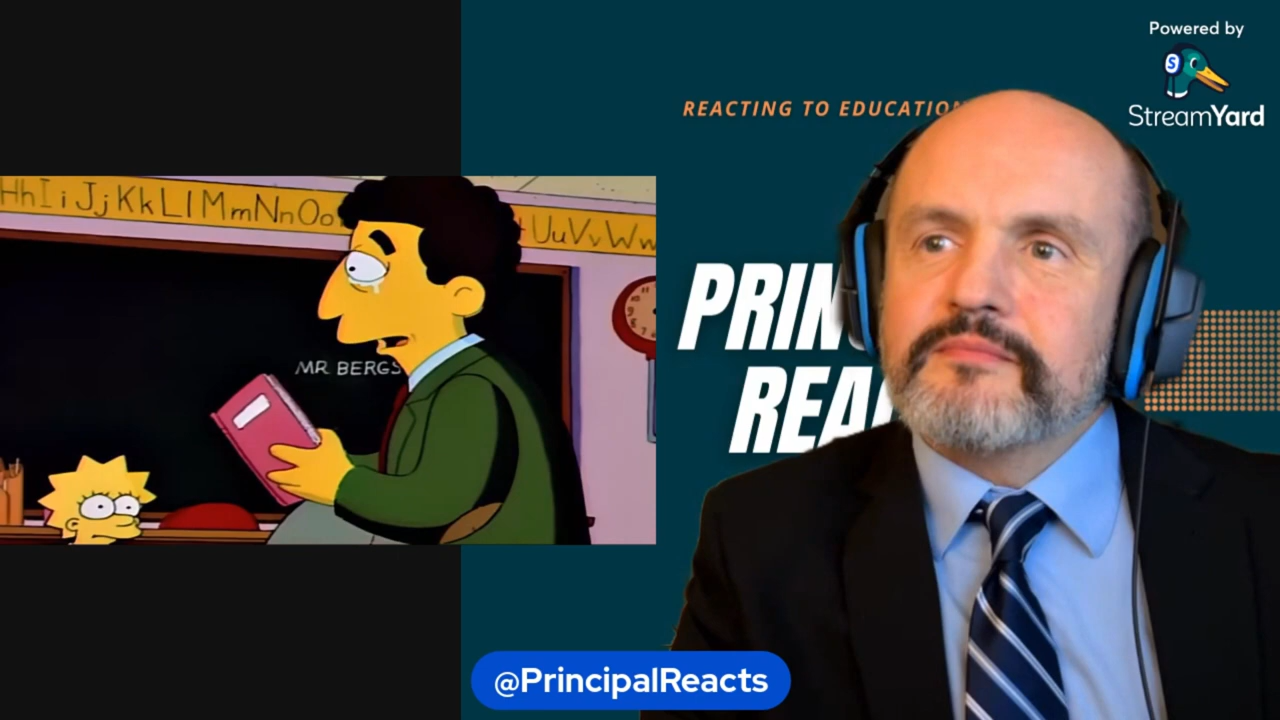 Powered by
S
StreamYard
REACTING TO EDUCATION
HhIiJjKkLlMmNnOo
UuVvWw
MR. BERGS
PRIN
REA
@PrincipalReacts